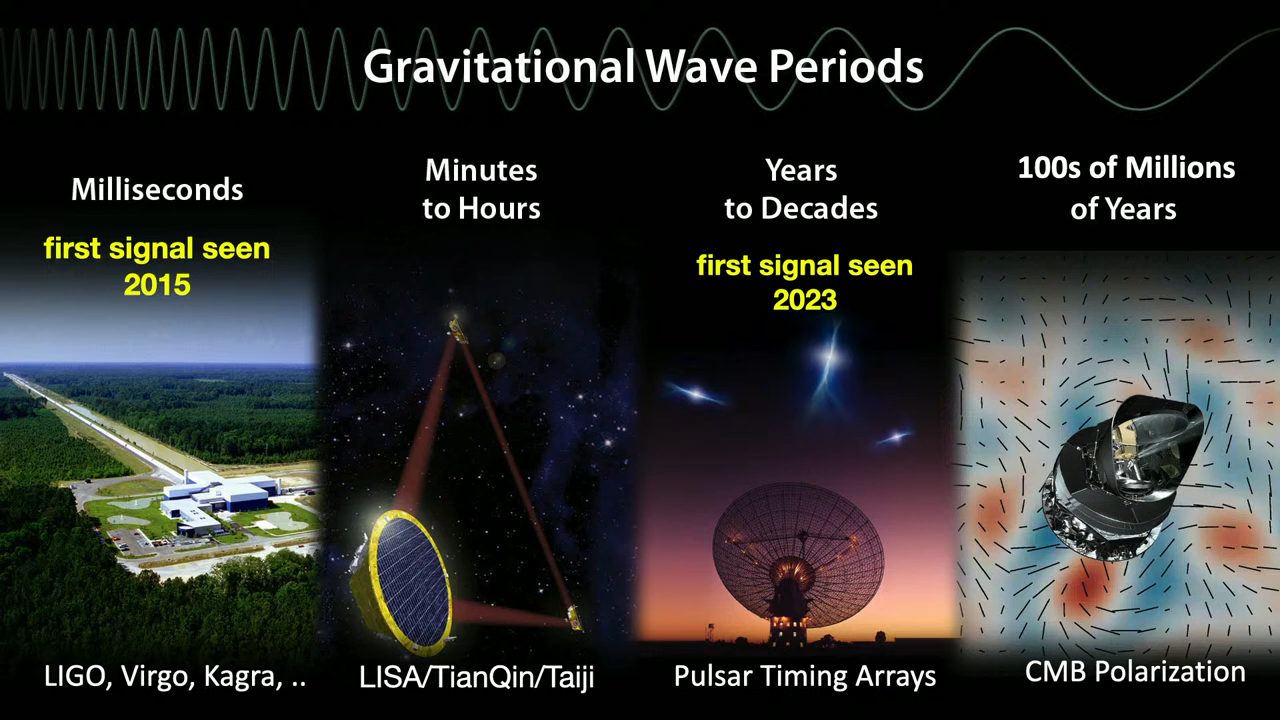 Gravitational Wave Periods
Milliseconds
first signal seen
2015
LIGO, Virgo, Kagra, ..
Minutes
to Hours
LISA/TianQin/Taiji
Years
to Decades
first signal seen
2023
Pulsar Timing Arrays
100s of Millions
of Years
CMB Polarization